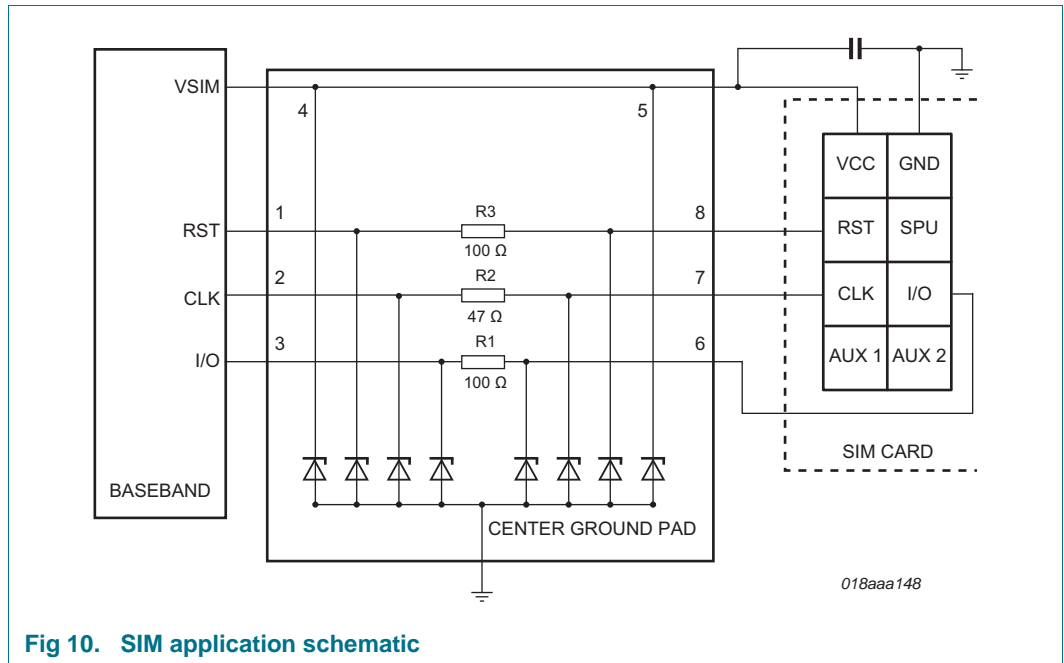 VSIM
4
5
VCC
GND
RST
1
R3
100 Ω
8
RST
SPU
CLK
2
R2
47 Ω
7
CLK
I/O
I/O
3
R1
100 Ω
6
AUX 1
AUX 2
SIM CARD
BASEBAND
CENTER GROUND PAD
018aaa148
Fig 10. SIM application schematic